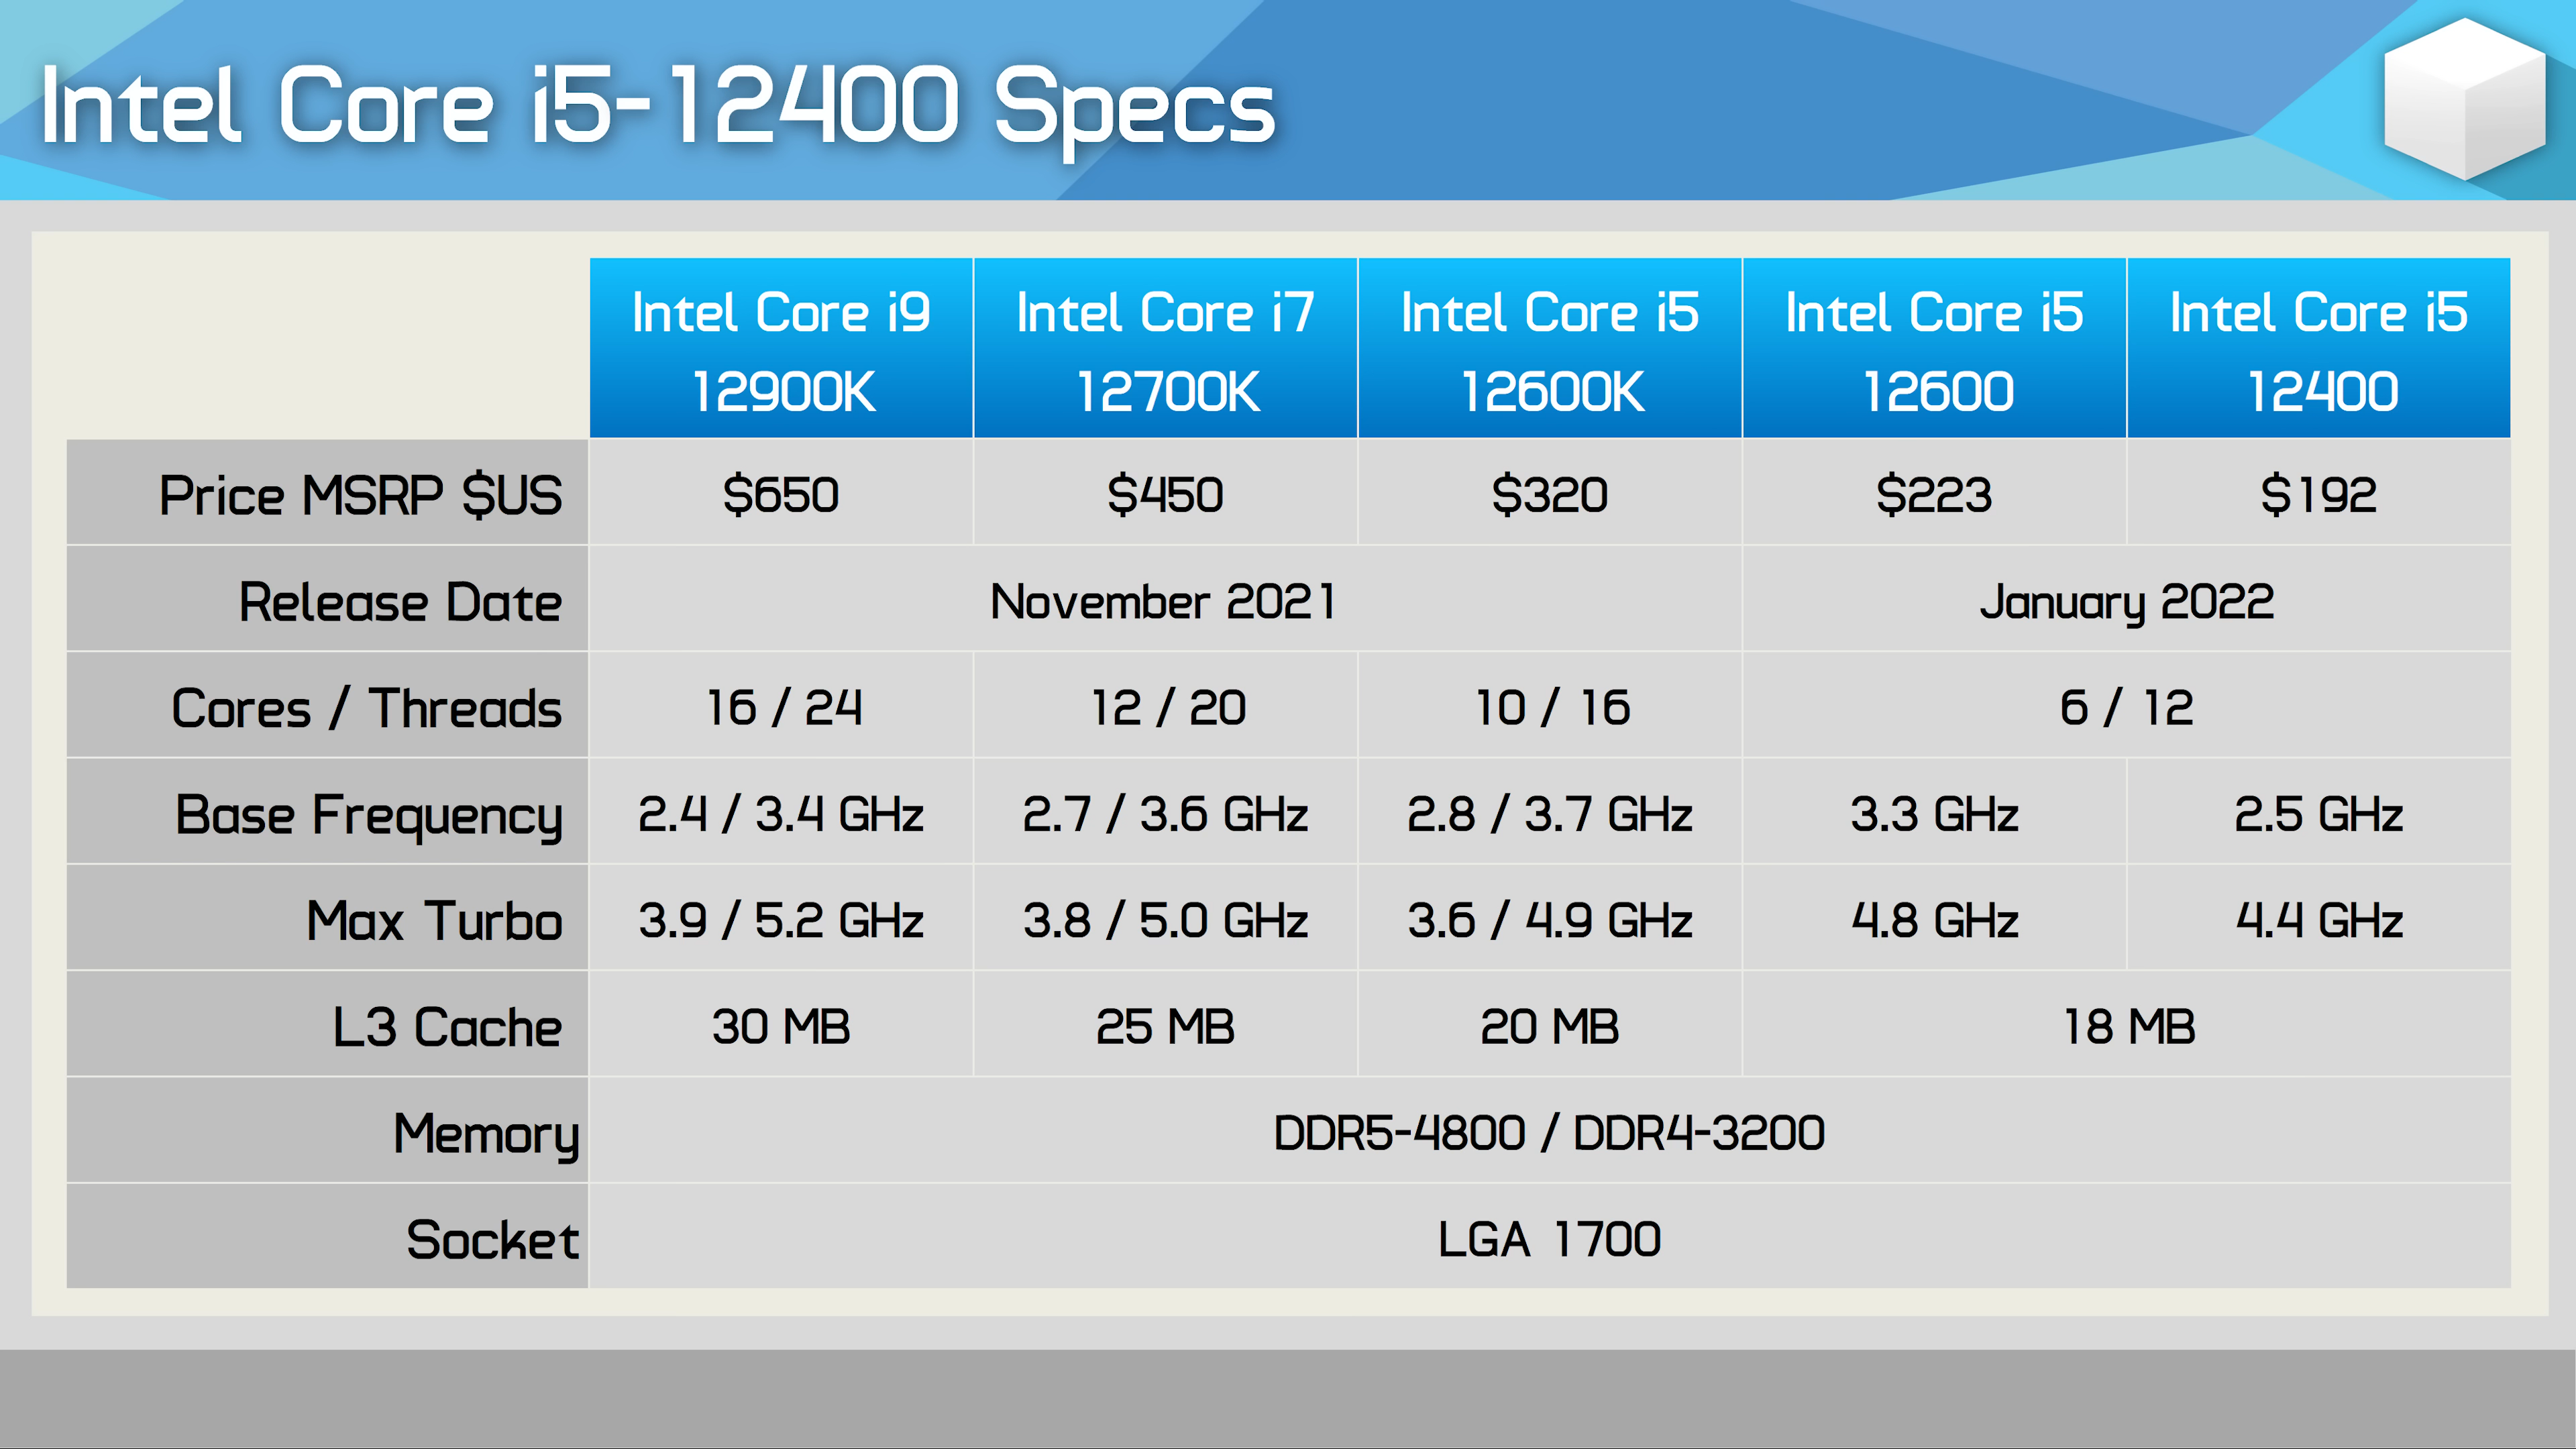 Intel Core i5-12400 Specs
Intel Core i9 Intel Core i7 Intel Core i5 Intel Core i5 Intel Core i5
12900K 12700K 12600K 12600 12400
Price MSRP $US $650 $450 $320 $223 $192
Release Date November 2021 January 2022
Cores / Threads 16 / 24 12 / 20 10 / 16 6 / 12
Base Frequency 2.4 / 3.4 GHz 2.7 / 3.6 GHz 2.8 / 3.7 GHz 3.3 GHz 2.5 GHz
Max Turbo 3.9 / 5.2 GHz 3.8 / 5.0 GHz 3.6 / 4.9 GHz 4.8 GHz 4.4 GHz
L3 Cache 30 MB 25 MB 20 MB 18 MB
Memory DDR5-4800 / DDR4-3200
Socket LGA 1700